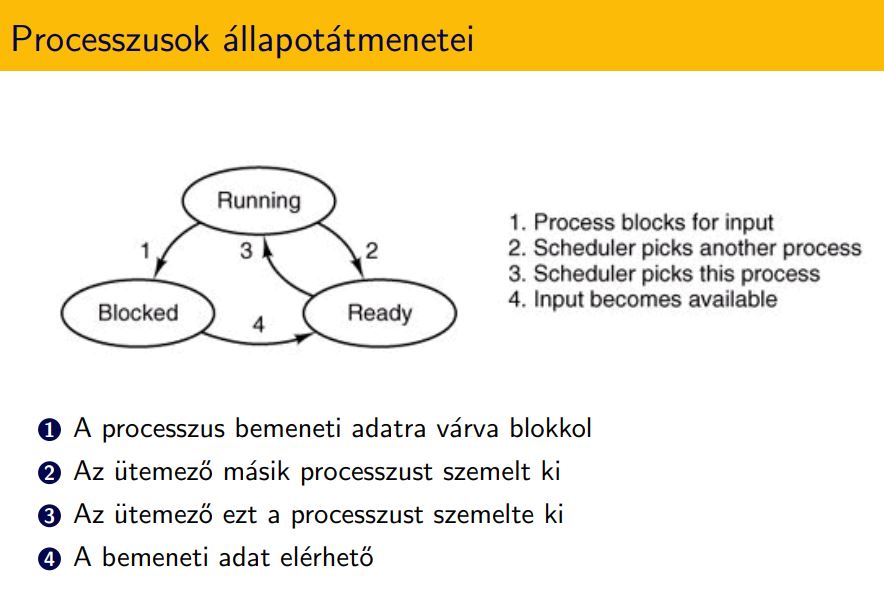 Processzusok állapotátmenetei
Running
1
3
2
Blocked
4
Ready
1. Process blocks for input
2. Scheduler picks another process
3. Scheduler picks this process
4. Input becomes available
1 A processzus bemeneti adatra várva blokkol
2 Az ütemező másik processzust szemelt ki
3 Az ütemező ezt a processzust szemelte ki
4 A bemeneti adat elérhető